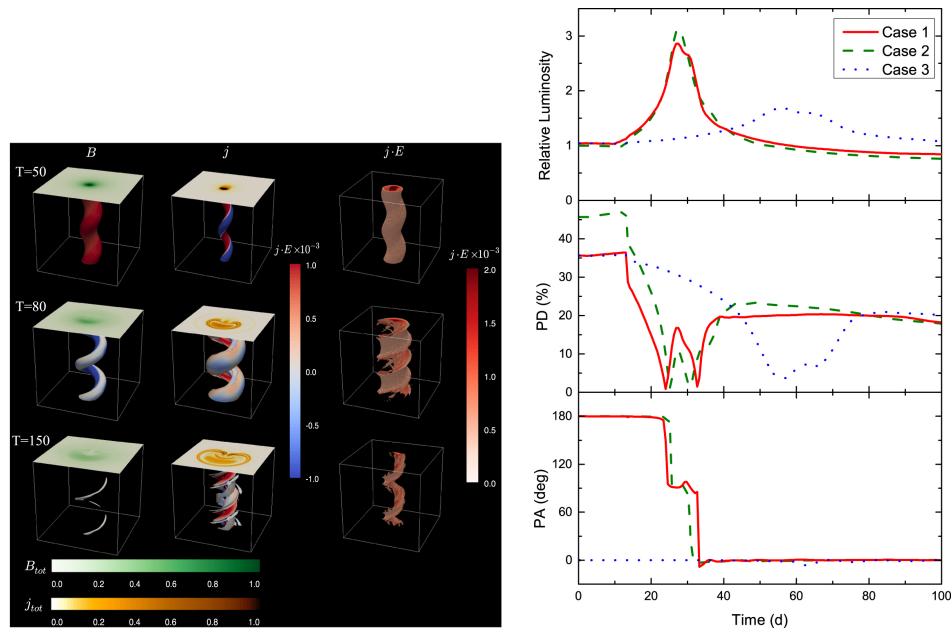 B j j·E
T=50
j·E×10⁻³ j·E×10⁻³
1.0 2.0
0.5 1.5
T=80
0.0 1.0
-0.5 0.5
T=150
-1.0 0.0
B_tot
0.0 0.2 0.4 0.6 0.8 1.0
j_tot
0.0 0.2 0.4 0.6 0.8 1.0
Relative Luminosity
3
2
1
0
Case 1
Case 2
Case 3
PD (%)
40
30
20
10
0
PA (deg)
180
120
60
0
0 20 40 60 80 100
Time (d)